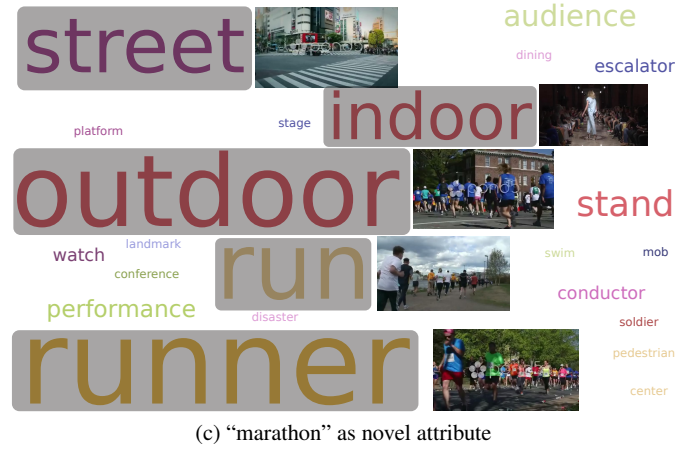 street
audience
dining
escalator
indoor
stage
platform
outdoor
stand
landmark
watch
run
swim
mob
conference
conductor
performance
disaster
soldier
runner
pedestrian
center
(c) “marathon” as novel attribute